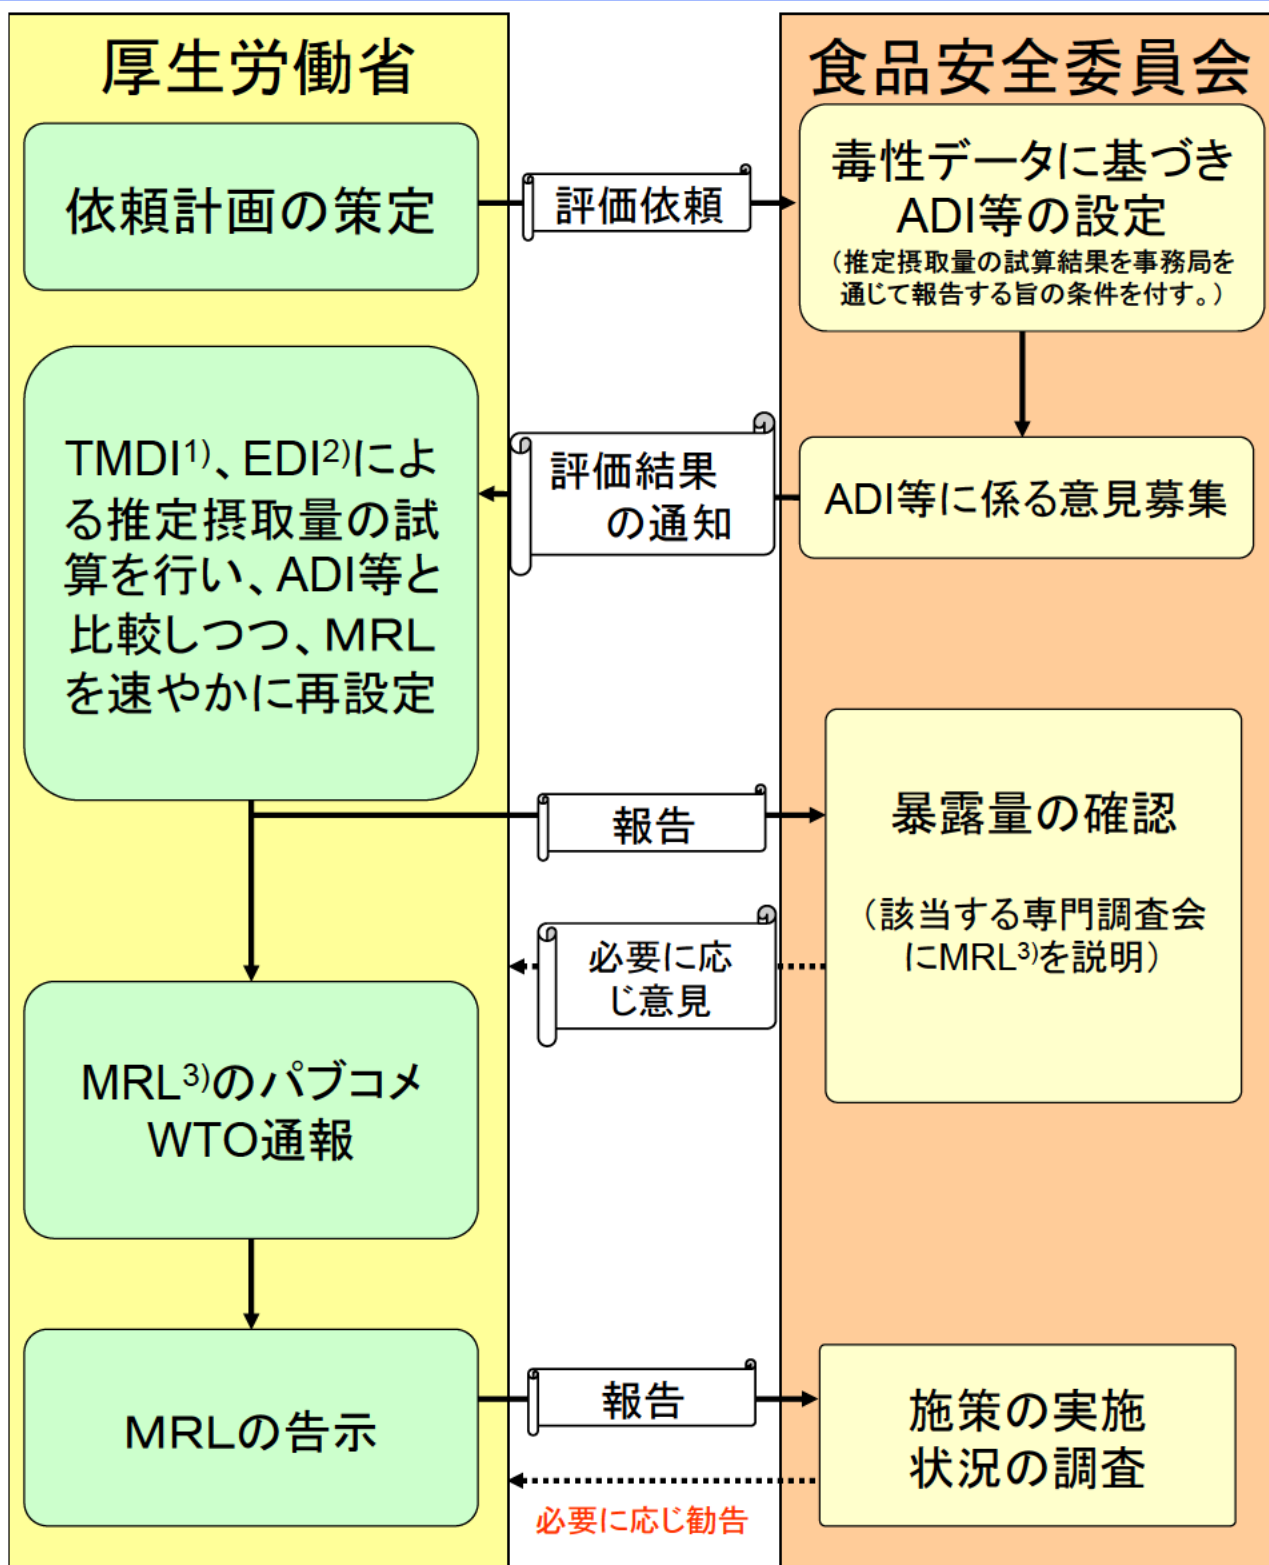 厚生労働省
食品安全委員会
依頼計画の策定
評価依頼
毒性データに基づき
ADI等の設定
（推定摂取量の試算結果を事務局を
通じて報告する旨の条件を付す。）
TMDI1)、EDI2)によ
る推定摂取量の試
算を行い、ADI等と
比較しつつ、ＭＲＬ
を速やかに再設定
評価結果
の通知
ADI等に係る意見募集
報告
暴露量の確認
（該当する専門調査会
にMRL3)を説明）
必要に応
じ意見
MRL3)のパブコメ
WTO通報
ＭＲＬの告示
報告
施策の実施
状況の調査
必要に応じ勧告